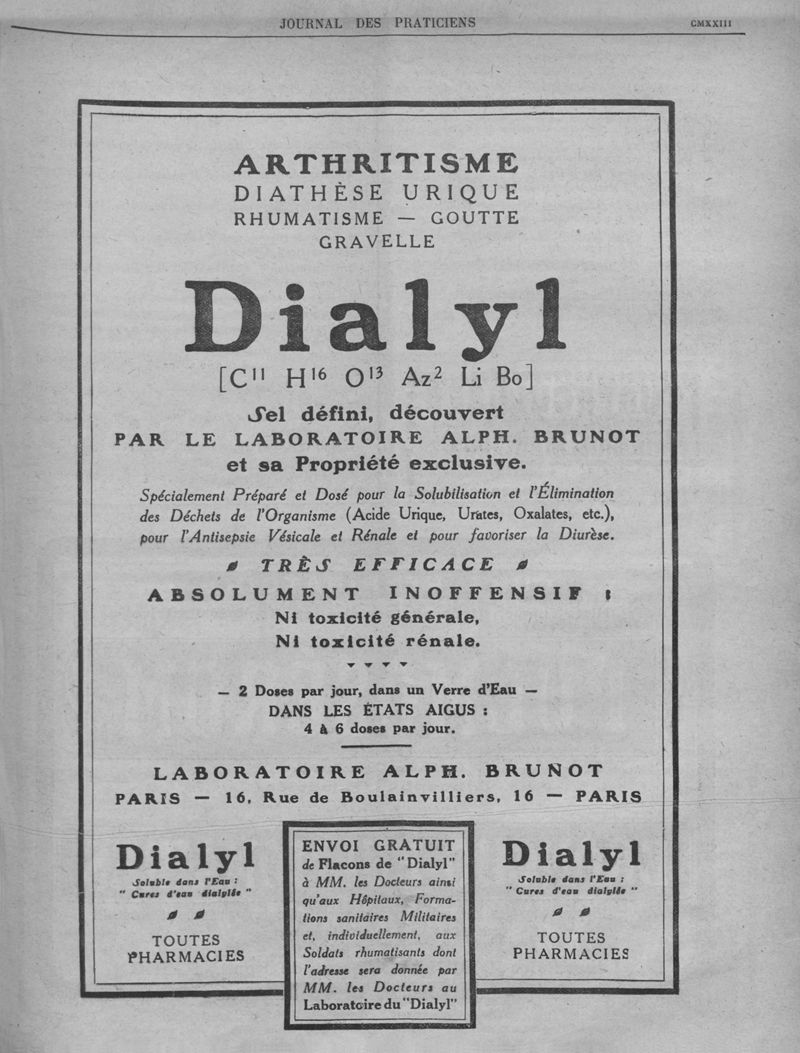 JOURNAL DES PRATICIENS
CMXXIII
ARTHRITISME
DIATHÈSE URIQUE
RHUMATISME — GOUTTE
GRAVELLE
Dialyl
[C¹¹ H¹⁶ O¹³ Az² Li Bo]
Sel défini, découvert
PAR LE LABORATOIRE ALPH. BRUNOT
et sa Propriété exclusive.
Spécialement Préparé et Dosé pour la Solubilisation et l'Élimination
des Déchets de l'Organisme (Acide Urique, Urates, Oxalates, etc.),
pour l'Antisepsie Vésicale et Rénale et pour favoriser la Diurèse.
TRÈS EFFICACE
ABSOLUMENT INOFFENSIF :
Ni toxicité générale,
Ni toxicité rénale.
— 2 Doses par jour, dans un Verre d'Eau —
DANS LES ÉTATS AIGUS :
4 à 6 doses par jour.
LABORATOIRE ALPH. BRUNOT
PARIS — 16, Rue de Boulainvilliers, 16 — PARIS
Dialyl
Soluble dans l'Eau :
" Cures d'eau dialylée "
TOUTES
PHARMACIES
ENVOI GRATUIT
de Flacons de "Dialyl"
à MM. les Docteurs ainsi
qu'aux Hôpitaux, Forma-
tions sanitaires Militaires
et, individuellement, aux
Soldats rhumatisants dont
l'adresse sera donnée par
MM. les Docteurs au
Laboratoire du "Dialyl"
Dialyl
Soluble dans l'Eau :
" Cures d'eau dialylée "
TOUTES
PHARMACIES